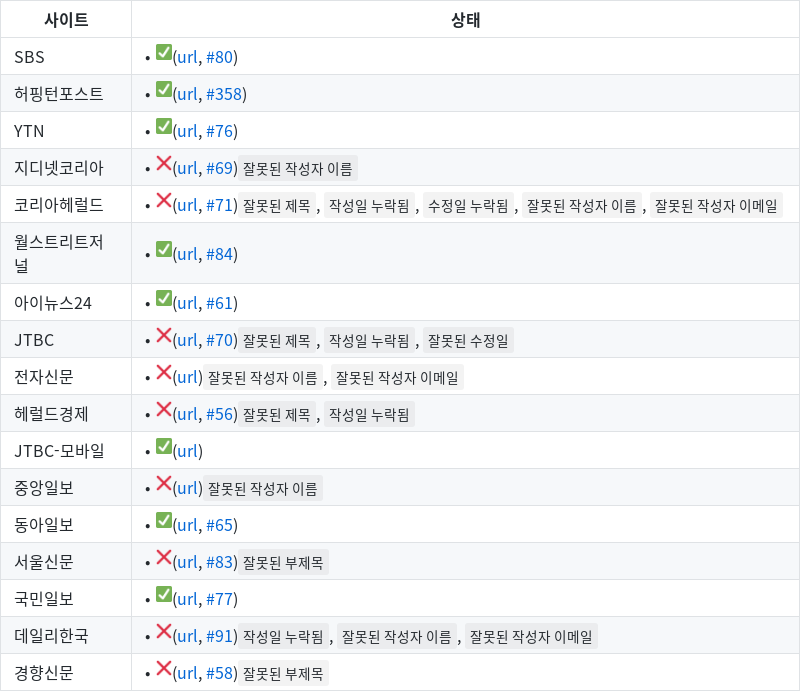 사이트 상태
SBS • ✅(url, #80)
허핑턴포스트 • ✅(url, #358)
YTN • ✅(url, #76)
지디넷코리아 • ❌(url, #69) 잘못된 작성자 이름
코리아헤럴드 • ❌(url, #71) 잘못된 제목 , 작성일 누락됨 , 수정일 누락됨 , 잘못된 작성자 이름 , 잘못된 작성자 이메일
월스트리트저
널 • ✅(url, #84)
아이뉴스24 • ✅(url, #61)
JTBC • ❌(url, #70) 잘못된 제목 , 작성일 누락됨 , 잘못된 수정일
전자신문 • ❌(url) 잘못된 작성자 이름 , 잘못된 작성자 이메일
헤럴드경제 • ❌(url, #56) 잘못된 제목 , 작성일 누락됨
JTBC-모바일 • ✅(url)
중앙일보 • ❌(url) 잘못된 작성자 이름
동아일보 • ✅(url, #65)
서울신문 • ❌(url, #83) 잘못된 부제목
국민일보 • ✅(url, #77)
데일리한국 • ❌(url, #91) 작성일 누락됨 , 잘못된 작성자 이름 , 잘못된 작성자 이메일
경향신문 • ❌(url, #58) 잘못된 부제목